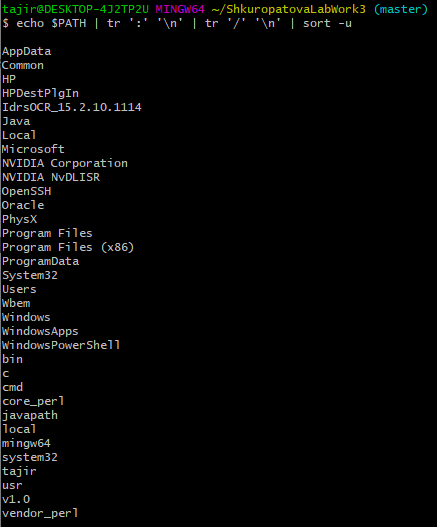 tajir@DESKTOP-4J2TP2U MINGW64 ~/ShkuropatovaLabWork3 (master)
$ echo $PATH | tr ':' '\n' | tr '/' '\n' | sort -u
AppData
Common
HP
HPDestPlgIn
IdrsOCR_15.2.10.1114
Java
Local
Microsoft
NVIDIA Corporation
NVIDIA NvDLISR
OpenSSH
Oracle
PhysX
Program Files
Program Files (x86)
ProgramData
System32
Users
Wbem
Windows
WindowsApps
WindowsPowerShell
bin
c
cmd
core_perl
javapath
local
mingw64
system32
tajir
usr
v1.0
vendor_perl